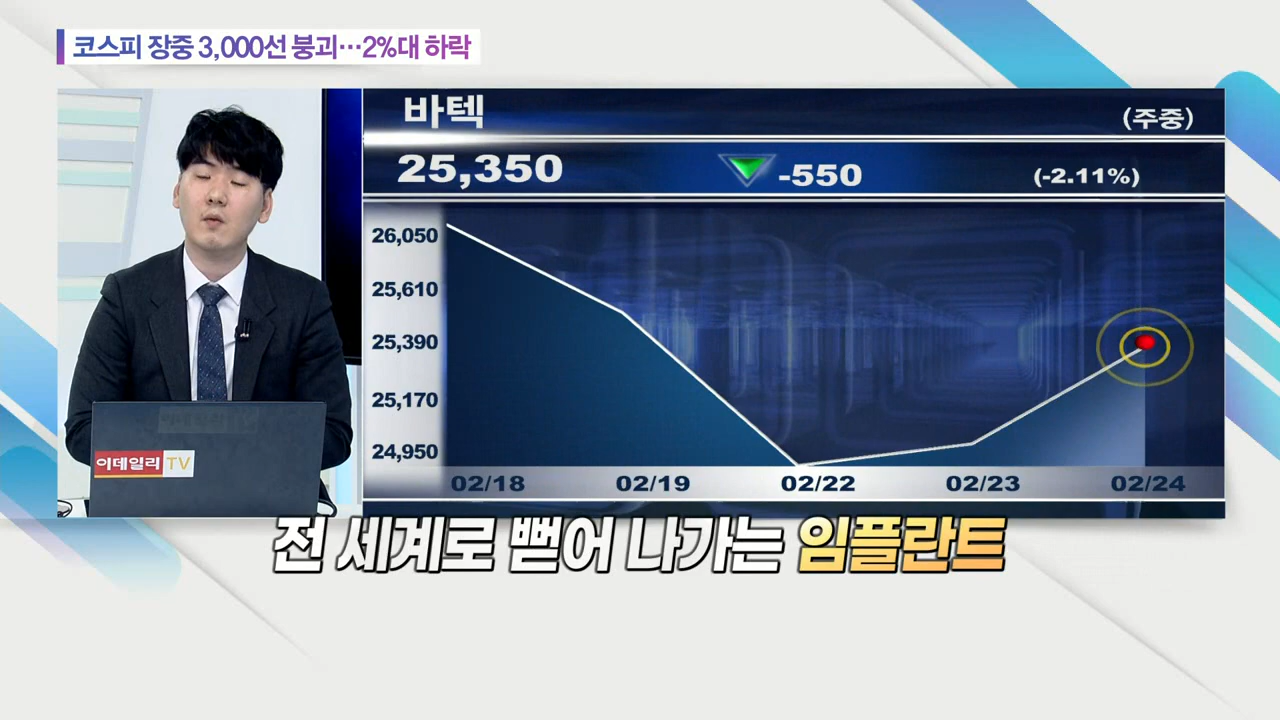 코스피 장중 3,000선 붕괴…2%대 하락
바텍
(주중)
25,350
-550
(-2.11%)
26,050
25,610
25,390
25,170
24,950
02/18 02/19 02/22 02/23 02/24
이데일리TV
전 세계로 뻗어 나가는 임플란트